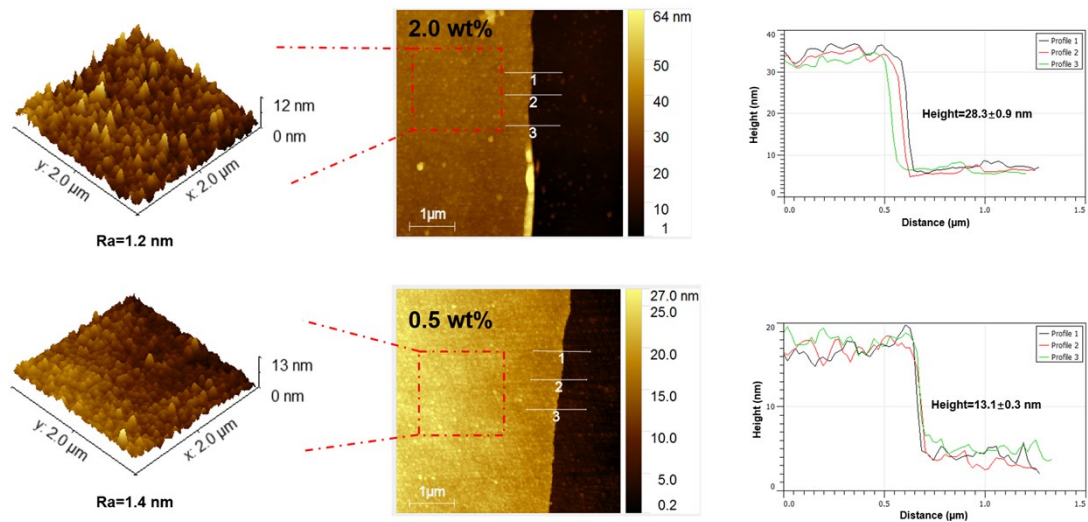 12 nm
0 nm
y: 2.0 µm
x: 2.0 µm
Ra=1.2 nm
2.0 wt%
1
2
3
1µm
64 nm
50
40
30
20
10
1
40
30
20
10
0
Height (nm)
Profile 1
Profile 2
Profile 3
Height=28.3±0.9 nm
0.0
0.5
1.0
1.5
Distance (µm)
13 nm
0 nm
y: 2.0 µm
x: 2.0 µm
Ra=1.4 nm
0.5 wt%
1
2
3
1µm
27.0 nm
25.0
20.0
15.0
10.0
5.0
0.2
20
10
0
Height (nm)
Profile 1
Profile 2
Profile 3
Height=13.1±0.3 nm
0.0
0.5
1.0
1.5
Distance (µm)